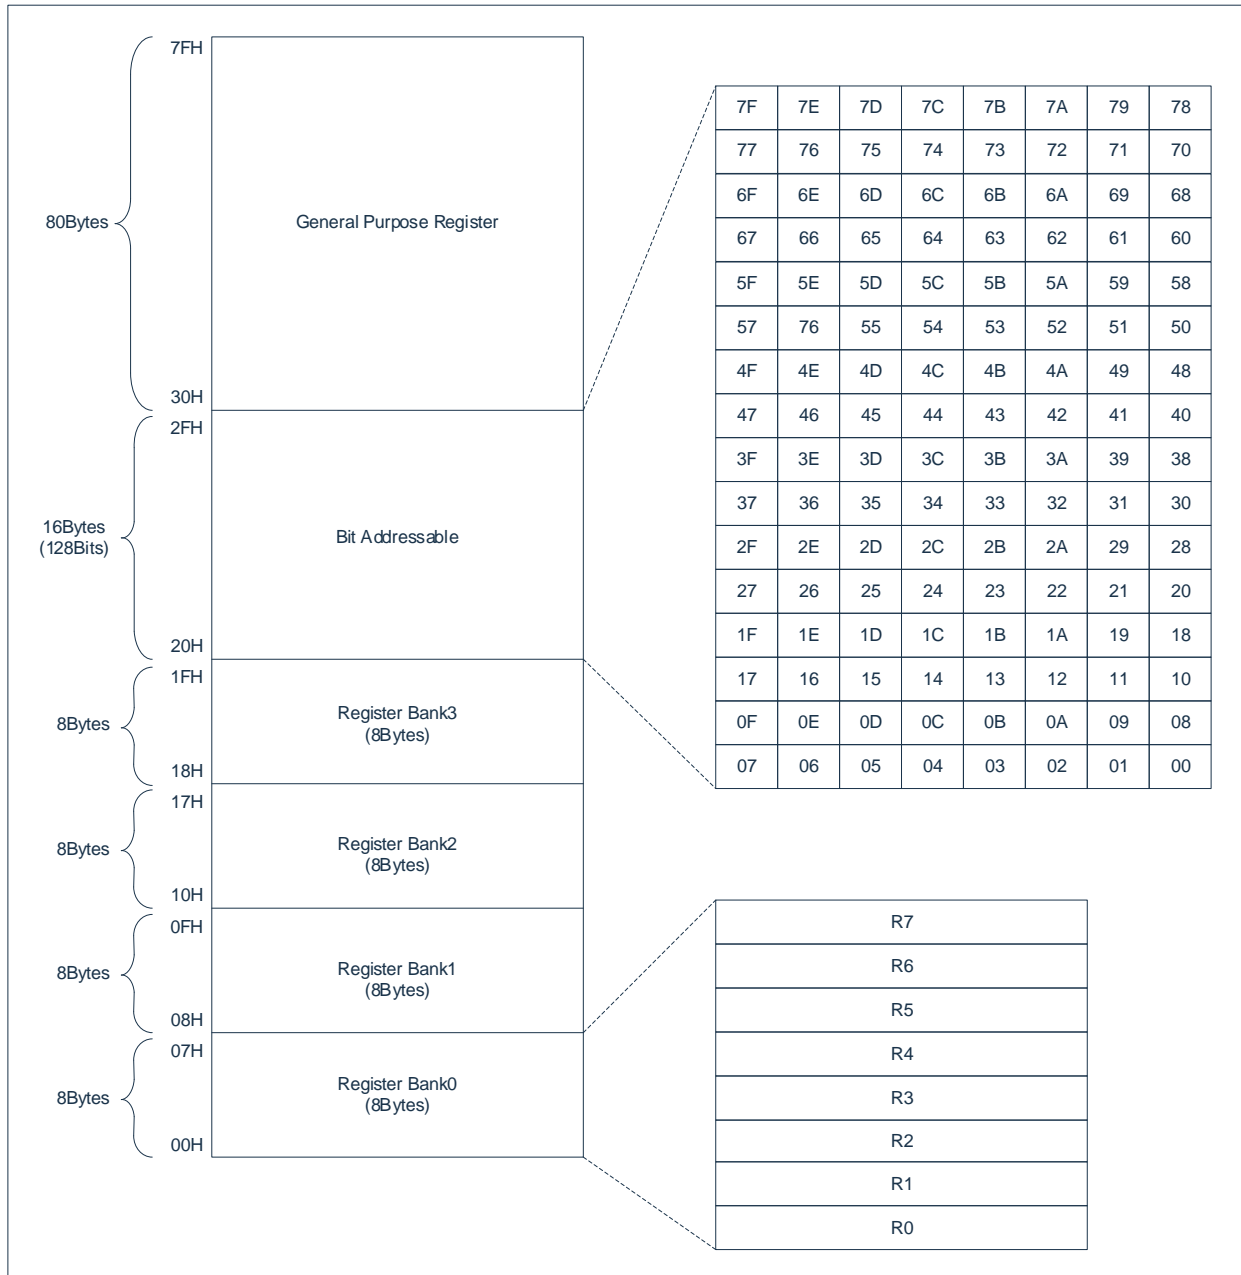 7FH
80Bytes
General Purpose Register
30H
2FH
16Bytes
(128Bits)
Bit Addressable
20H
1FH
8Bytes
Register Bank3
(8Bytes)
18H
17H
8Bytes
Register Bank2
(8Bytes)
10H
0FH
8Bytes
Register Bank1
(8Bytes)
08H
07H
8Bytes
Register Bank0
(8Bytes)
00H
7F 7E 7D 7C 7B 7A 79 78
77 76 75 74 73 72 71 70
6F 6E 6D 6C 6B 6A 69 68
67 66 65 64 63 62 61 60
5F 5E 5D 5C 5B 5A 59 58
57 76 55 54 53 52 51 50
4F 4E 4D 4C 4B 4A 49 48
47 46 45 44 43 42 41 40
3F 3E 3D 3C 3B 3A 39 38
37 36 35 34 33 32 31 30
2F 2E 2D 2C 2B 2A 29 28
27 26 25 24 23 22 21 20
1F 1E 1D 1C 1B 1A 19 18
17 16 15 14 13 12 11 10
0F 0E 0D 0C 0B 0A 09 08
07 06 05 04 03 02 01 00
R7
R6
R5
R4
R3
R2
R1
R0